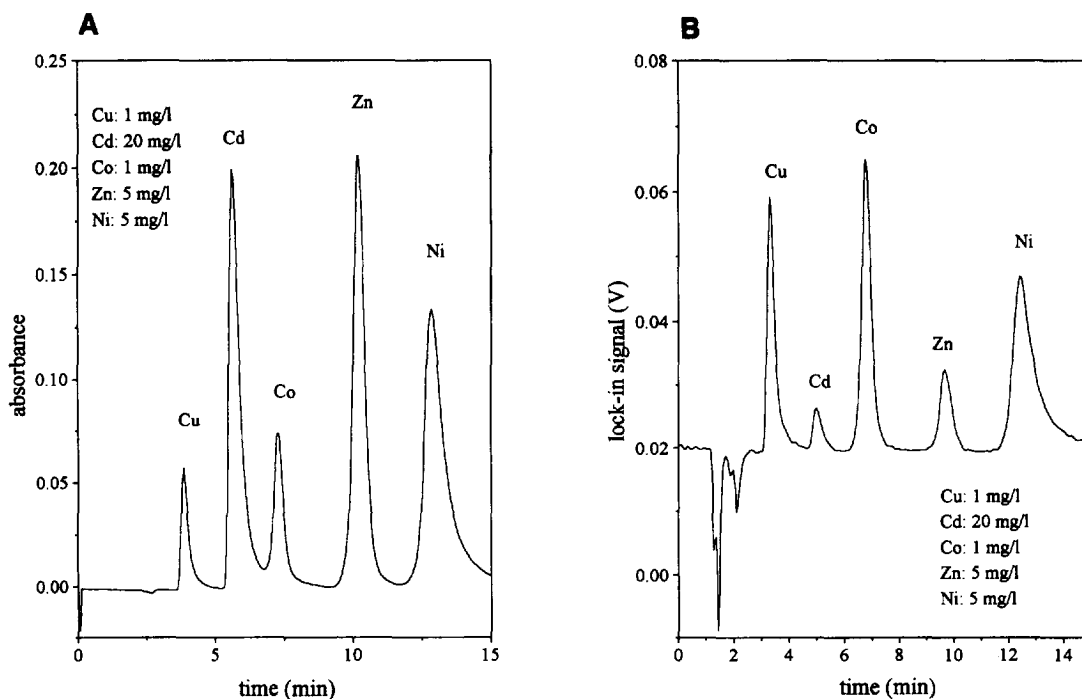 A
0.25
0.20
0.15
0.10
0.05
0.00
absorbance
Cu: 1 mg/l
Cd: 20 mg/l
Co: 1 mg/l
Zn: 5 mg/l
Ni: 5 mg/l
Cu
Cd
Co
Zn
Ni
0 5 10 15
time (min)
B
0.08
0.06
0.04
0.02
0.00
lock-in signal (V)
Cu
Cd
Co
Zn
Ni
Cu: 1 mg/l
Cd: 20 mg/l
Co: 1 mg/l
Zn: 5 mg/l
Ni: 5 mg/l
0 2 4 6 8 10 12 14
time (min)